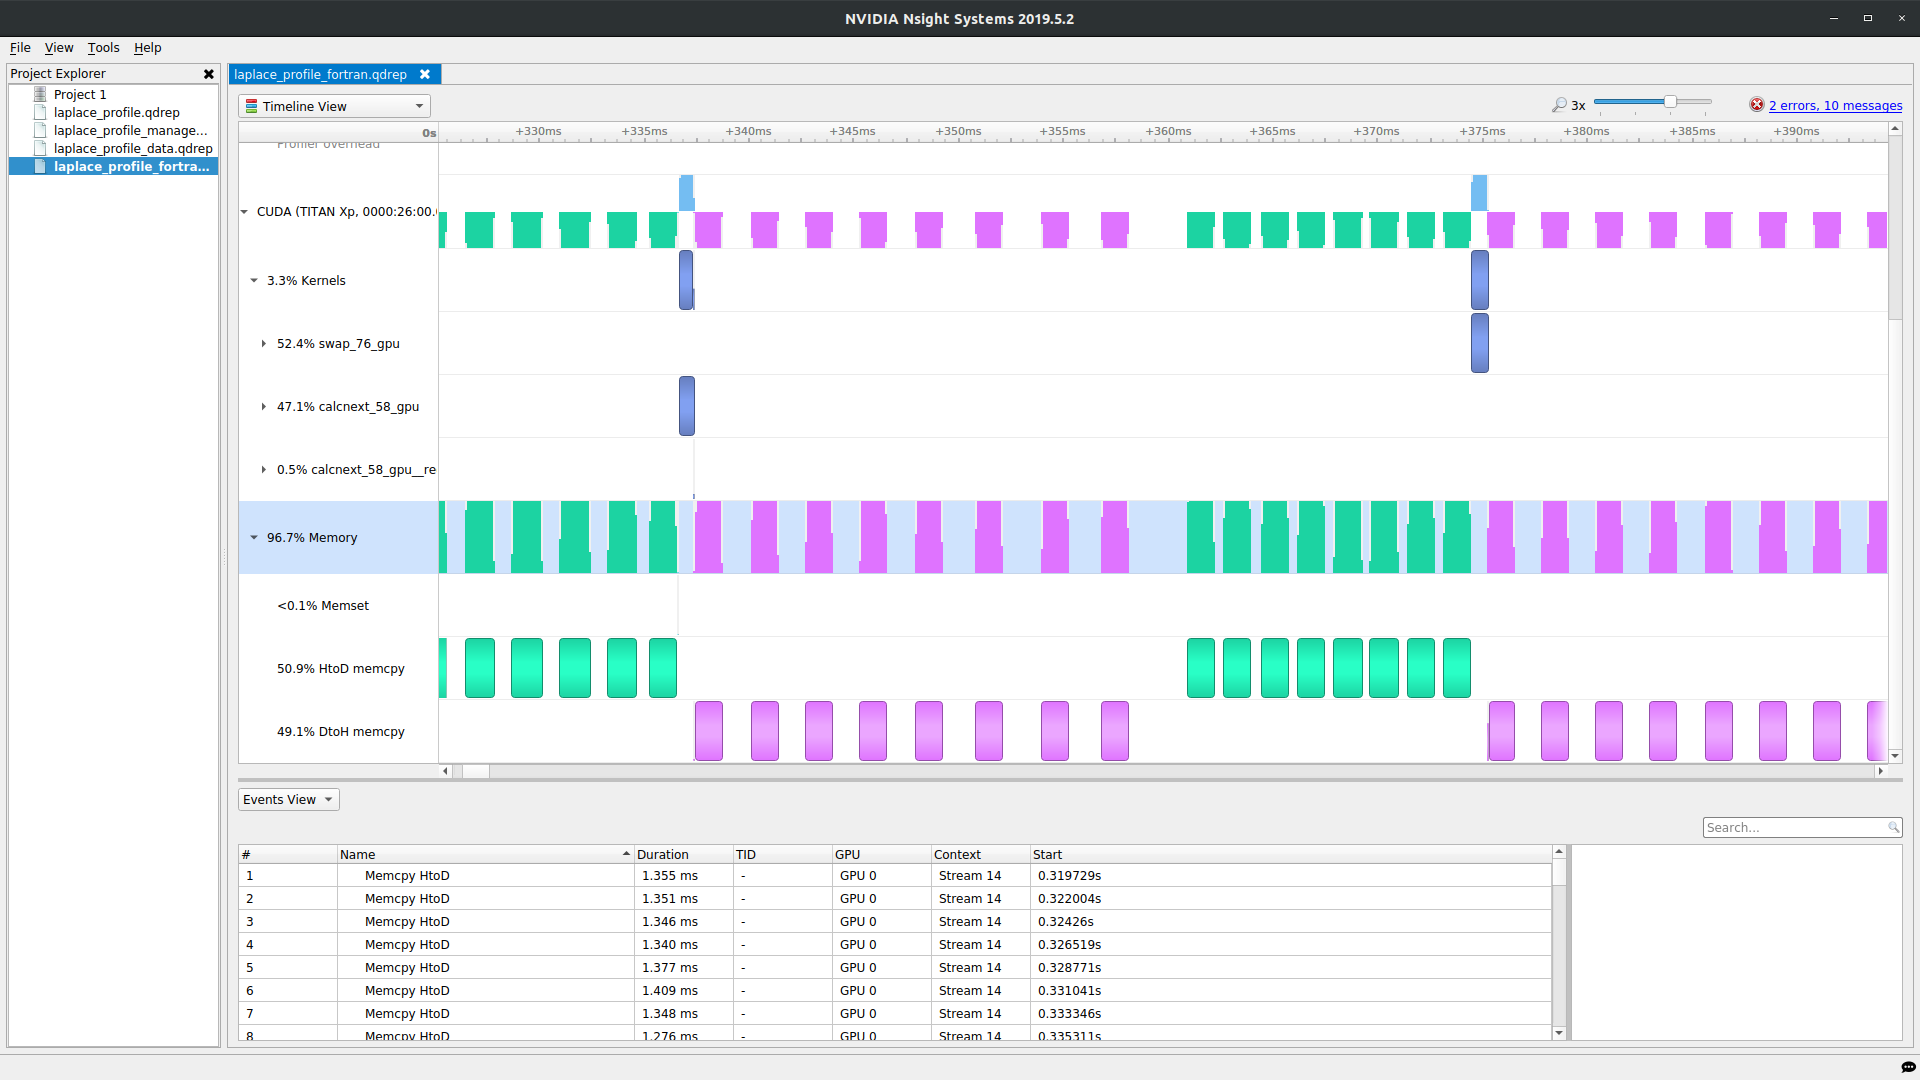 NVIDIA Nsight Systems 2019.5.2
File View Tools Help
Project Explorer
Project 1
laplace_profile.qdrep
laplace_profile_manage...
laplace_profile_data.qdrep
laplace_profile_fortra...
laplace_profile_fortran.qdrep
Timeline View
3x
2 errors, 10 messages
0s +330ms +335ms +340ms +345ms +350ms +355ms +360ms +365ms +370ms +375ms +380ms +385ms +390ms
Profiler overhead
CUDA (TITAN Xp, 0000:26:00.
3.3% Kernels
52.4% swap_76_gpu
47.1% calcnext_58_gpu
0.5% calcnext_58_gpu__re
96.7% Memory
<0.1% Memset
50.9% HtoD memcpy
49.1% DtoH memcpy
Events View
Search...
# Name Duration TID GPU Context Start
1 Memcpy HtoD 1.355 ms - GPU 0 Stream 14 0.319729s
2 Memcpy HtoD 1.351 ms - GPU 0 Stream 14 0.322004s
3 Memcpy HtoD 1.346 ms - GPU 0 Stream 14 0.32426s
4 Memcpy HtoD 1.340 ms - GPU 0 Stream 14 0.326519s
5 Memcpy HtoD 1.377 ms - GPU 0 Stream 14 0.328771s
6 Memcpy HtoD 1.409 ms - GPU 0 Stream 14 0.331041s
7 Memcpy HtoD 1.348 ms - GPU 0 Stream 14 0.333346s
8 Memcpy HtoD 1.276 ms - GPU 0 Stream 14 0.335311s